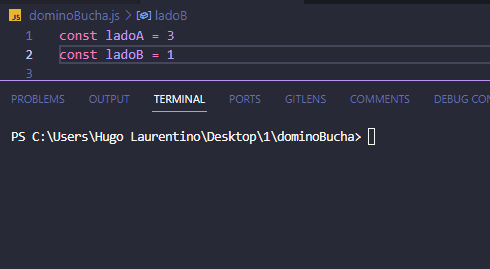 JS dominoBucha.js > ladoB
1 const ladoA = 3
2 const ladoB = 1
3
PROBLEMS OUTPUT TERMINAL PORTS GITLENS COMMENTS DEBUG CON
PS C:\Users\Hugo Laurentino\Desktop\1\dominoBucha>